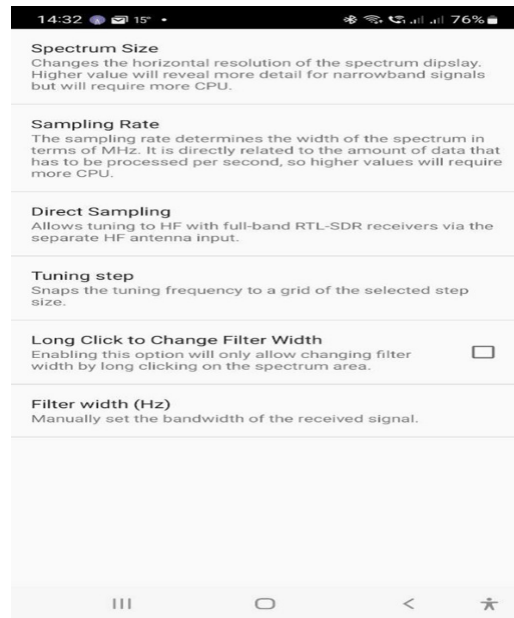 14:32 15° •
76%
Spectrum Size
Changes the horizontal resolution of the spectrum dipslay.
Higher value will reveal more detail for narrowband signals
but will require more CPU.
Sampling Rate
The sampling rate determines the width of the spectrum in
terms of MHz. It is directly related to the amount of data that
has to be processed per second, so higher values will require
more CPU.
Direct Sampling
Allows tuning to HF with full-band RTL-SDR receivers via the
separate HF antenna input.
Tuning step
Snaps the tuning frequency to a grid of the selected step
size.
Long Click to Change Filter Width
Enabling this option will only allow changing filter
width by long clicking on the spectrum area.
Filter width (Hz)
Manually set the bandwidth of the received signal.